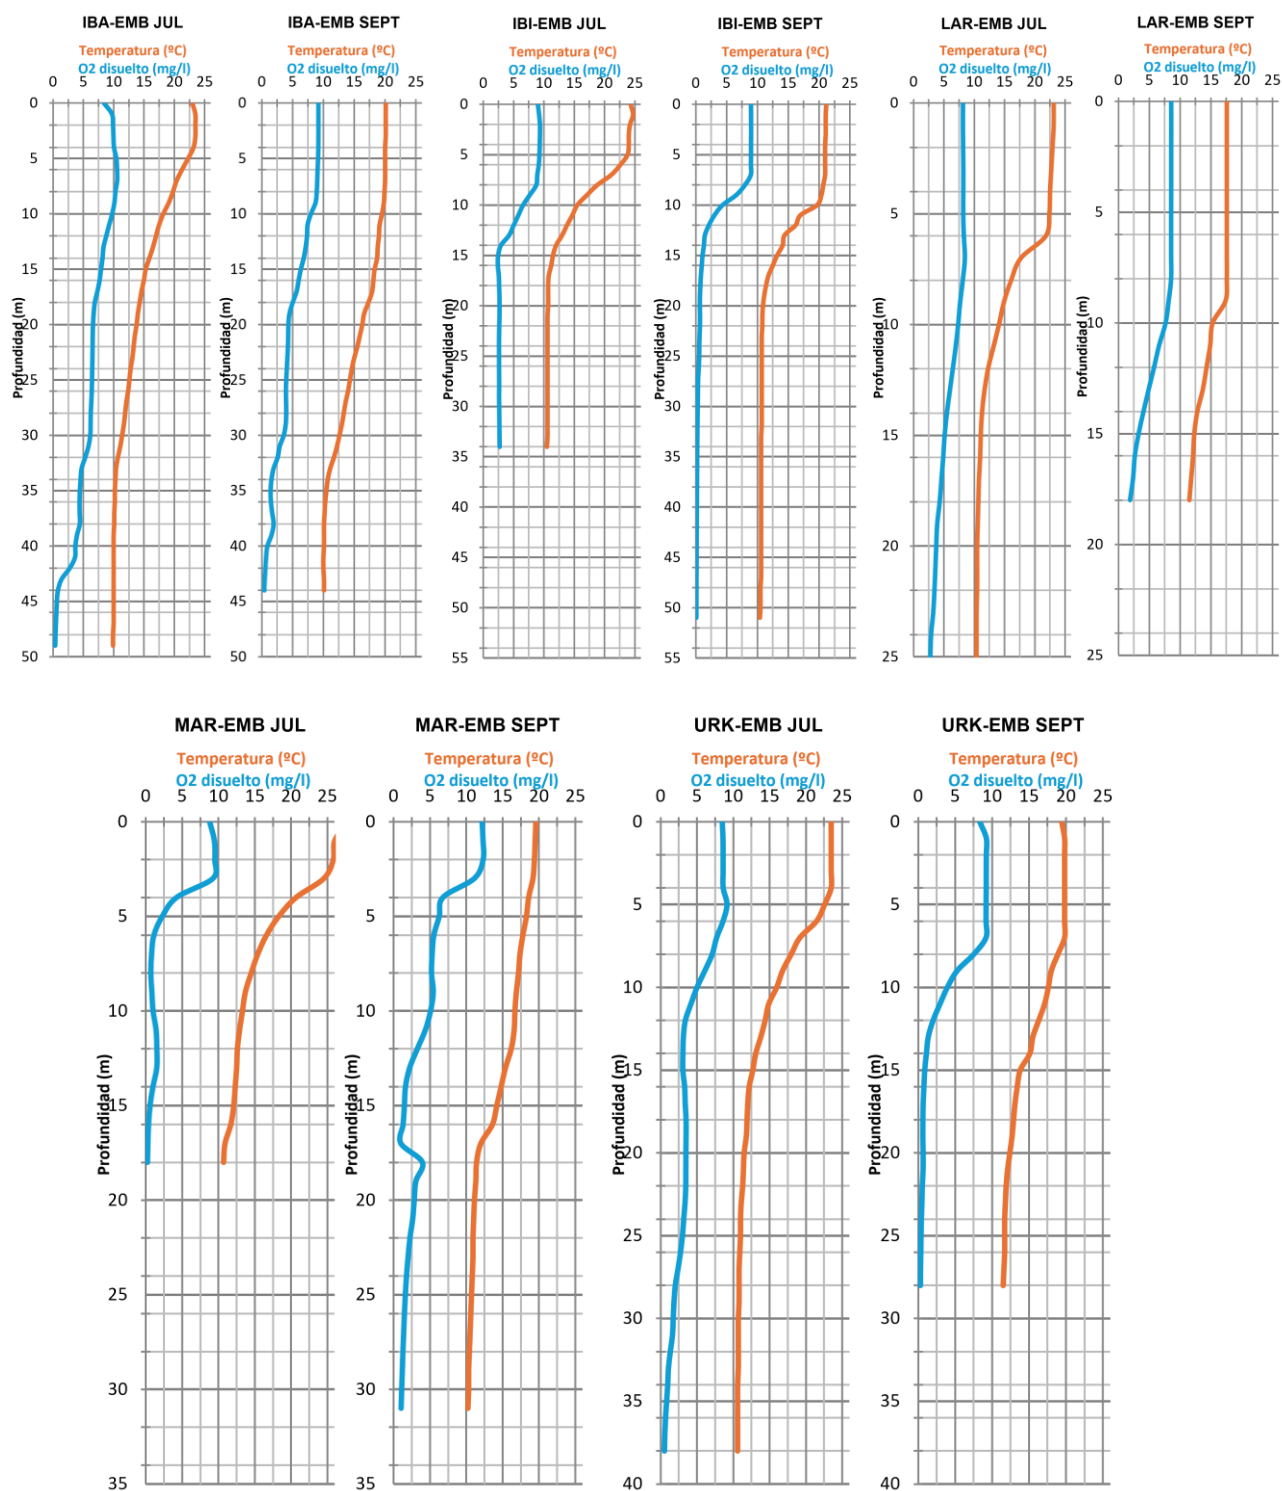 IBA-EMB JUL
Temperatura (ºC)
O2 disuelto (mg/l)
0 5 10 15 20 25
0
5
10
15
20
25
30
35
40
45
50
Profundidad (m)
IBA-EMB SEPT
Temperatura (ºC)
O2 disuelto (mg/l)
0 5 10 15 20 25
0
5
10
15
20
25
30
35
40
45
50
Profundidad (m)
IBI-EMB JUL
Temperatura (ºC)
O2 disuelto (mg/l)
0 5 10 15 20 25
0
5
10
15
20
25
30
35
40
45
50
55
Profundidad (m)
IBI-EMB SEPT
Temperatura (ºC)
O2 disuelto (mg/l)
0 5 10 15 20 25
0
5
10
15
20
25
30
35
40
45
50
55
Profundidad (m)
LAR-EMB JUL
Temperatura (ºC)
O2 disuelto (mg/l)
0 5 10 15 20 25
0
5
10
15
20
25
Profundidad (m)
LAR-EMB SEPT
Temperatura (ºC)
O2 disuelto (mg/l)
0 5 10 15 20 25
0
5
10
15
20
25
Profundidad (m)
MAR-EMB JUL
Temperatura (ºC)
O2 disuelto (mg/l)
0 5 10 15 20 25
0
5
10
15
20
25
30
35
Profundidad (m)
MAR-EMB SEPT
Temperatura (ºC)
O2 disuelto (mg/l)
0 5 10 15 20 25
0
5
10
15
20
25
30
35
Profundidad (m)
URK-EMB JUL
Temperatura (ºC)
O2 disuelto (mg/l)
0 5 10 15 20 25
0
5
10
15
20
25
30
35
40
Profundidad (m)
URK-EMB SEPT
Temperatura (ºC)
O2 disuelto (mg/l)
0 5 10 15 20 25
0
5
10
15
20
25
30
35
40
Profundidad (m)